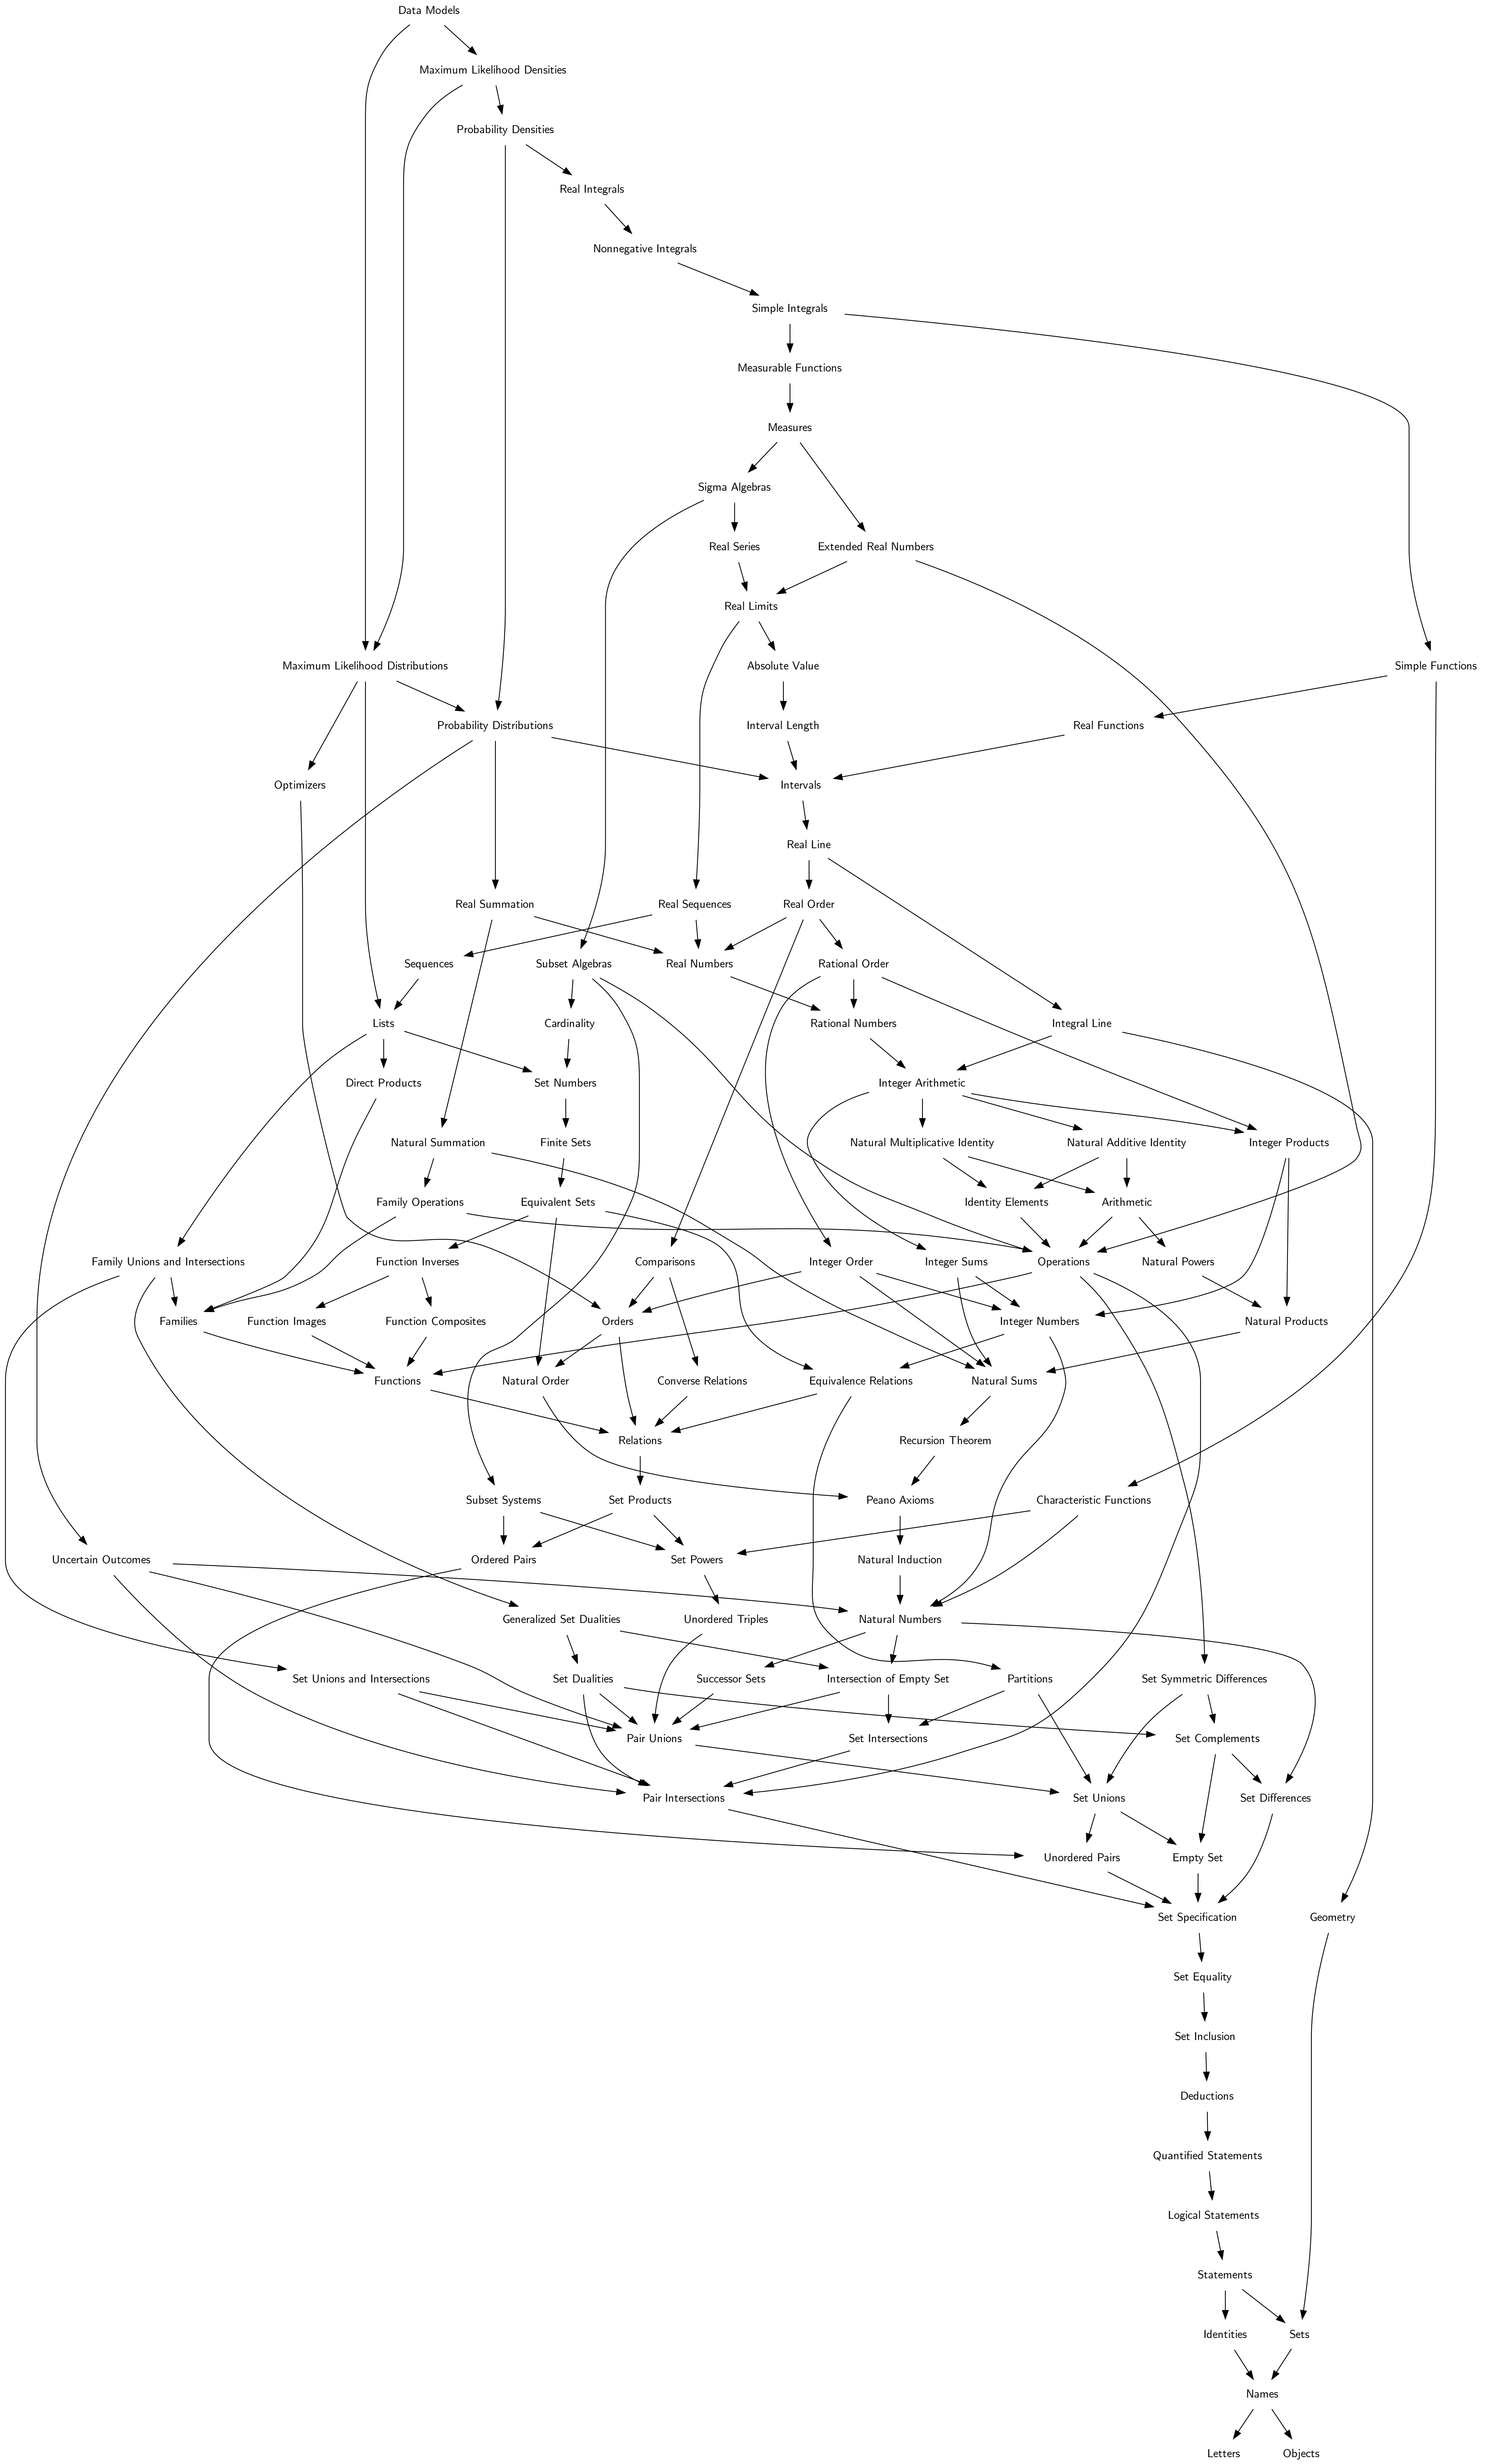 Data Models
Maximum Likelihood Densities
Probability Densities
Real Integrals
Nonnegative Integrals
Simple Integrals
Measurable Functions
Measures
Sigma Algebras
Real Series
Extended Real Numbers
Real Limits
Maximum Likelihood Distributions
Absolute Value
Simple Functions
Probability Distributions
Interval Length
Real Functions
Optimizers
Intervals
Real Line
Real Summation
Real Sequences
Real Order
Sequences
Subset Algebras
Real Numbers
Rational Order
Lists
Cardinality
Rational Numbers
Integral Line
Direct Products
Set Numbers
Integer Arithmetic
Natural Summation
Finite Sets
Natural Multiplicative Identity
Natural Additive Identity
Integer Products
Family Operations
Equivalent Sets
Identity Elements
Arithmetic
Family Unions and Intersections
Function Inverses
Comparisons
Integer Order
Integer Sums
Operations
Natural Powers
Families
Function Images
Function Composites
Orders
Integer Numbers
Natural Products
Functions
Natural Order
Converse Relations
Equivalence Relations
Natural Sums
Relations
Recursion Theorem
Subset Systems
Set Products
Peano Axioms
Characteristic Functions
Uncertain Outcomes
Ordered Pairs
Set Powers
Natural Induction
Generalized Set Dualities
Unordered Triples
Natural Numbers
Set Unions and Intersections
Set Dualities
Successor Sets
Intersection of Empty Set
Partitions
Set Symmetric Differences
Pair Unions
Set Intersections
Set Complements
Pair Intersections
Set Unions
Set Differences
Unordered Pairs
Empty Set
Set Specification
Geometry
Set Equality
Set Inclusion
Deductions
Quantified Statements
Logical Statements
Statements
Identities
Sets
Names
Letters
Objects